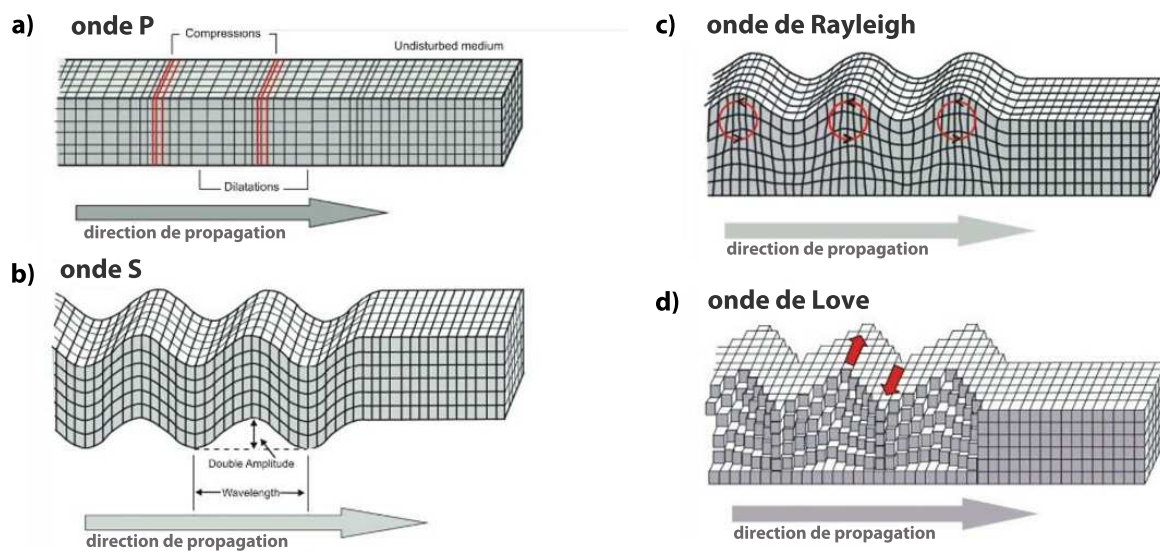 a) onde P
Compressions
Undisturbed medium
Dilatations
direction de propagation
b) onde S
Double Amplitude
Wavelength
direction de propagation
c) onde de Rayleigh
direction de propagation
d) onde de Love
direction de propagation